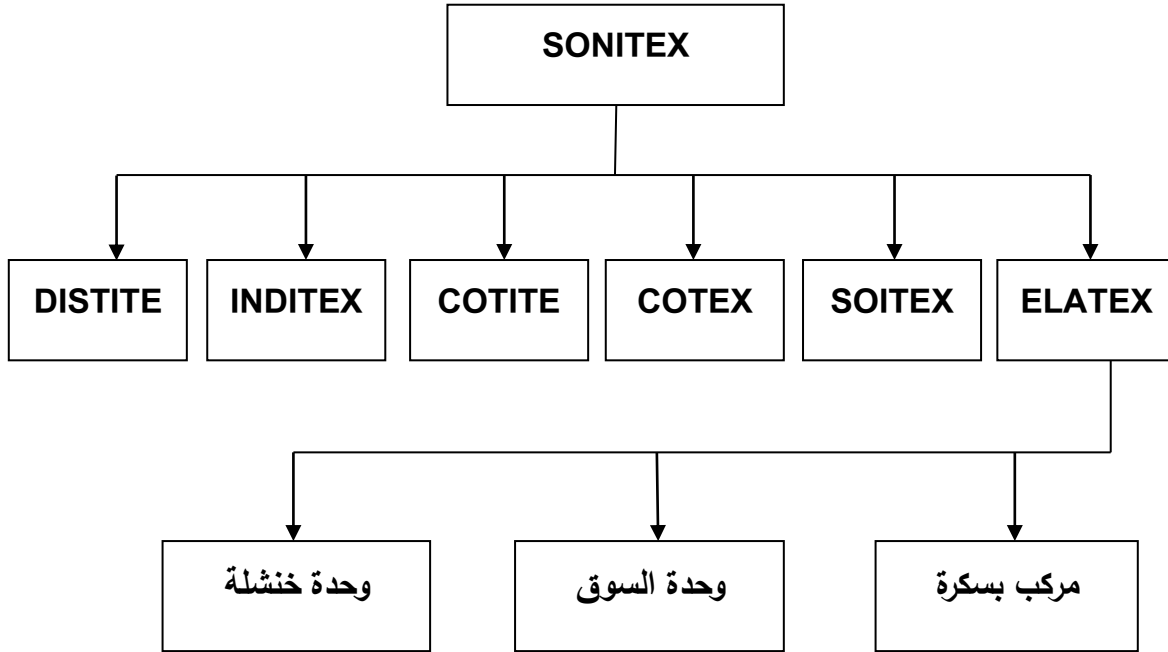 SONITEX
DISTITE
INDITEX
COTITE
COTEX
SOITEX
ELATEX
مركب بسكرة
وحدة السوق
وحدة خنشلة